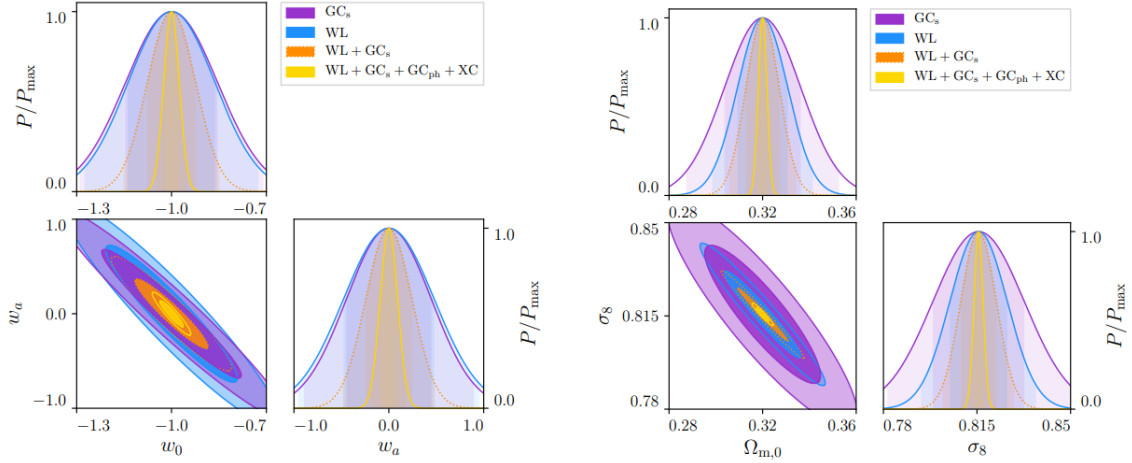 1.0
0.0
P/P_max
−1.3 −1.0 −0.7
GC_s
WL
WL + GC_s
WL + GC_s + GC_ph + XC
1.0
0.0
−1.0
w_a
−1.3 −1.0 −0.7
w_0
1.0
0.0
P/P_max
−1.0 0.0 1.0
w_a
1.0
0.0
P/P_max
0.28 0.32 0.36
GC_s
WL
WL + GC_s
WL + GC_s + GC_ph + XC
0.85
0.815
0.78
σ_8
0.28 0.32 0.36
Ω_m,0
1.0
0.0
P/P_max
0.78 0.815 0.85
σ_8